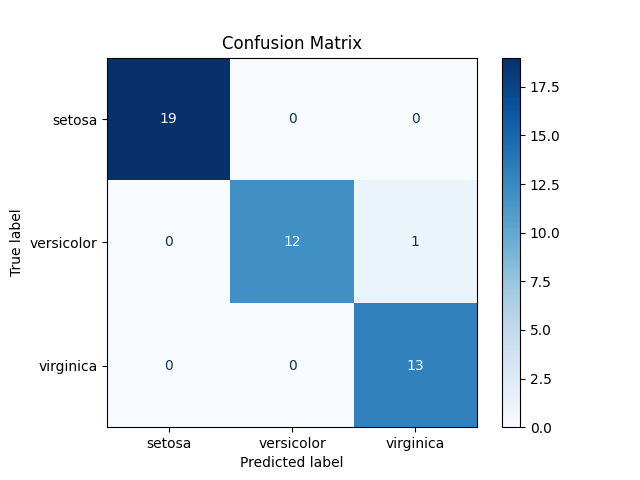 Confusion Matrix
True label
setosa 19 0 0
versicolor 0 12 1
virginica 0 0 13
setosa versicolor virginica
Predicted label
17.5
15.0
12.5
10.0
7.5
5.0
2.5
0.0